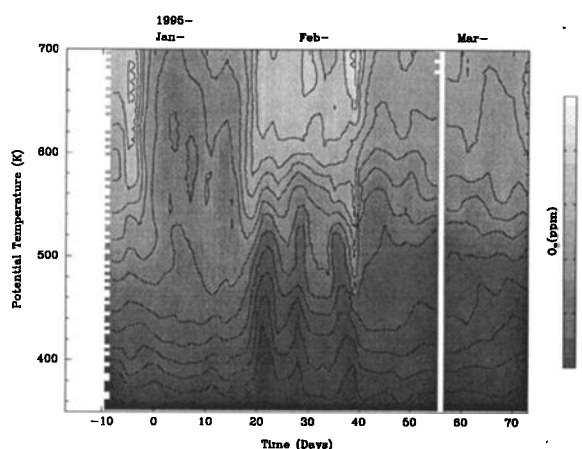 1995-
Jan- Feb- Mar-
700
600
500
400
Potential Temperature (K)
-10 0 10 20 30 40 50 60 70
Time (Days)
O₃(ppm)